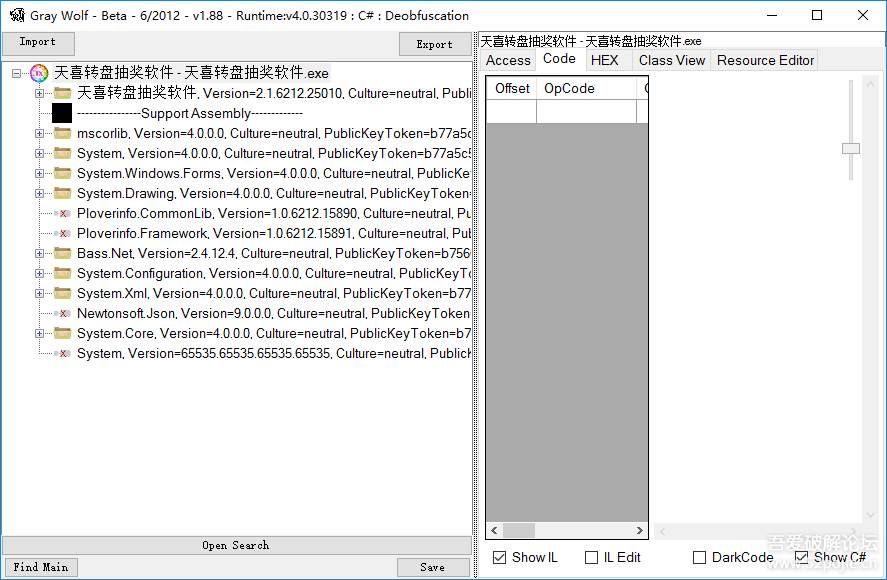 Gray Wolf - Beta - 6/2012 - v1.88 - Runtime:v4.0.30319 : C# : Deobfuscation
Import
Export
天喜转盘抽奖软件 - 天喜转盘抽奖软件.exe
天喜转盘抽奖软件, Version=2.1.6212.25010, Culture=neutral, Publi
----------------Support Assembly-------------
mscorlib, Version=4.0.0.0, Culture=neutral, PublicKeyToken=b77a5c
System, Version=4.0.0.0, Culture=neutral, PublicKeyToken=b77a5c5
System.Windows.Forms, Version=4.0.0.0, Culture=neutral, PublicKe
System.Drawing, Version=4.0.0.0, Culture=neutral, PublicKeyToken
Ploverinfo.CommonLib, Version=1.0.6212.15890, Culture=neutral, Pu
Ploverinfo.Framework, Version=1.0.6212.15891, Culture=neutral, Pu
Bass.Net, Version=2.4.12.4, Culture=neutral, PublicKeyToken=b756
System.Configuration, Version=4.0.0.0, Culture=neutral, PublicKeyT
System.Xml, Version=4.0.0.0, Culture=neutral, PublicKeyToken=b77
Newtonsoft.Json, Version=9.0.0.0, Culture=neutral, PublicKeyToken
System.Core, Version=4.0.0.0, Culture=neutral, PublicKeyToken=b7
System, Version=65535.65535.65535.65535, Culture=neutral, Public
Open Search
Find Main
Save
天喜转盘抽奖软件 - 天喜转盘抽奖软件.exe
Access Code HEX Class View Resource Editor
Offset OpCode
Show IL IL Edit DarkCode Show C#
吾爱破解论坛
www.52pojie.cn